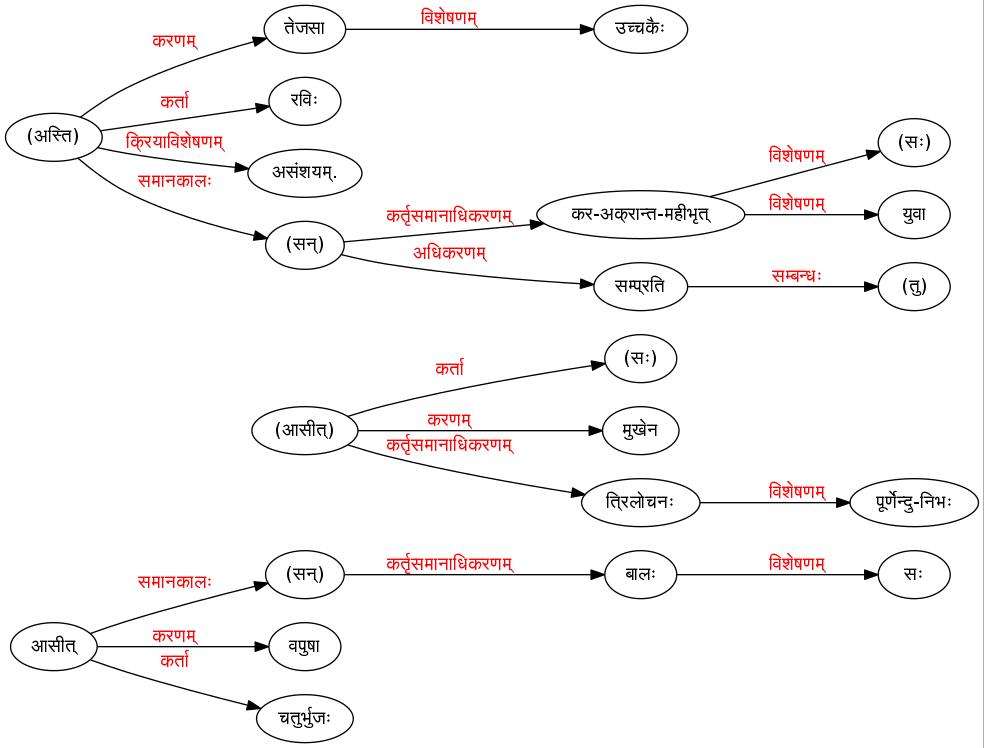 विशेषणम्
तेजसा
उच्चकैः
करणम्
कर्ता
रविः
(अस्ति)
क्रियाविशेषणम्
असंशयम्.
समानकालः
(सन्)
कर्तृसमानाधिकरणम्
कर-अक्रान्त-महीभृत्
विशेषणम्
(सः)
विशेषणम्
युवा
अधिकरणम्
सम्प्रति
सम्बन्धः
(तु)
(आसीत्)
कर्ता
(सः)
करणम्
मुखेन
कर्तृसमानाधिकरणम्
त्रिलोचनः
विशेषणम्
पूर्णेन्दु-निभः
आसीत्
समानकालः
(सन्)
कर्तृसमानाधिकरणम्
बालः
विशेषणम्
सः
करणम्
वपुषा
कर्ता
चतुर्भुजः